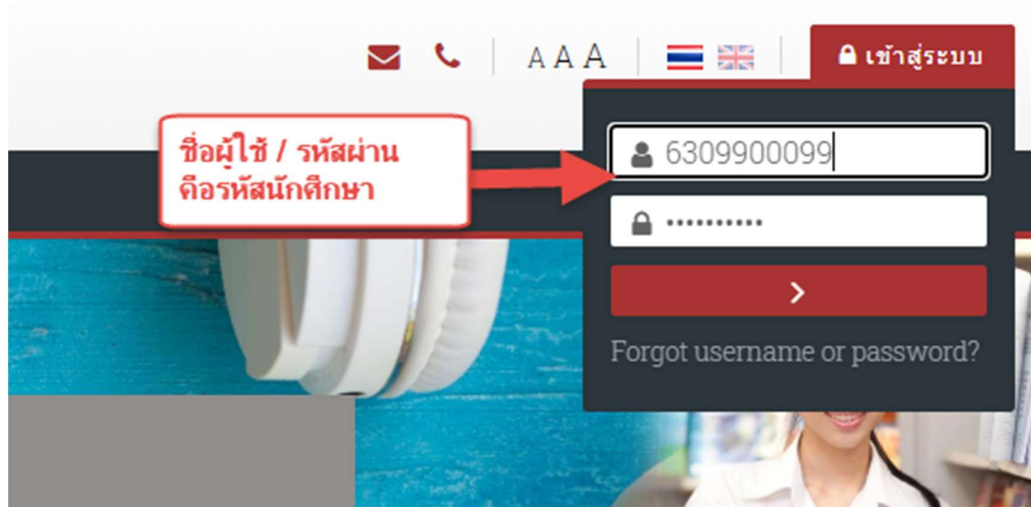 A A A
เข้าสู่ระบบ
ชื่อผู้ใช้ / รหัสผ่าน
คือรหัสนักศึกษา
6309900099
••••••••••
Forgot username or password?